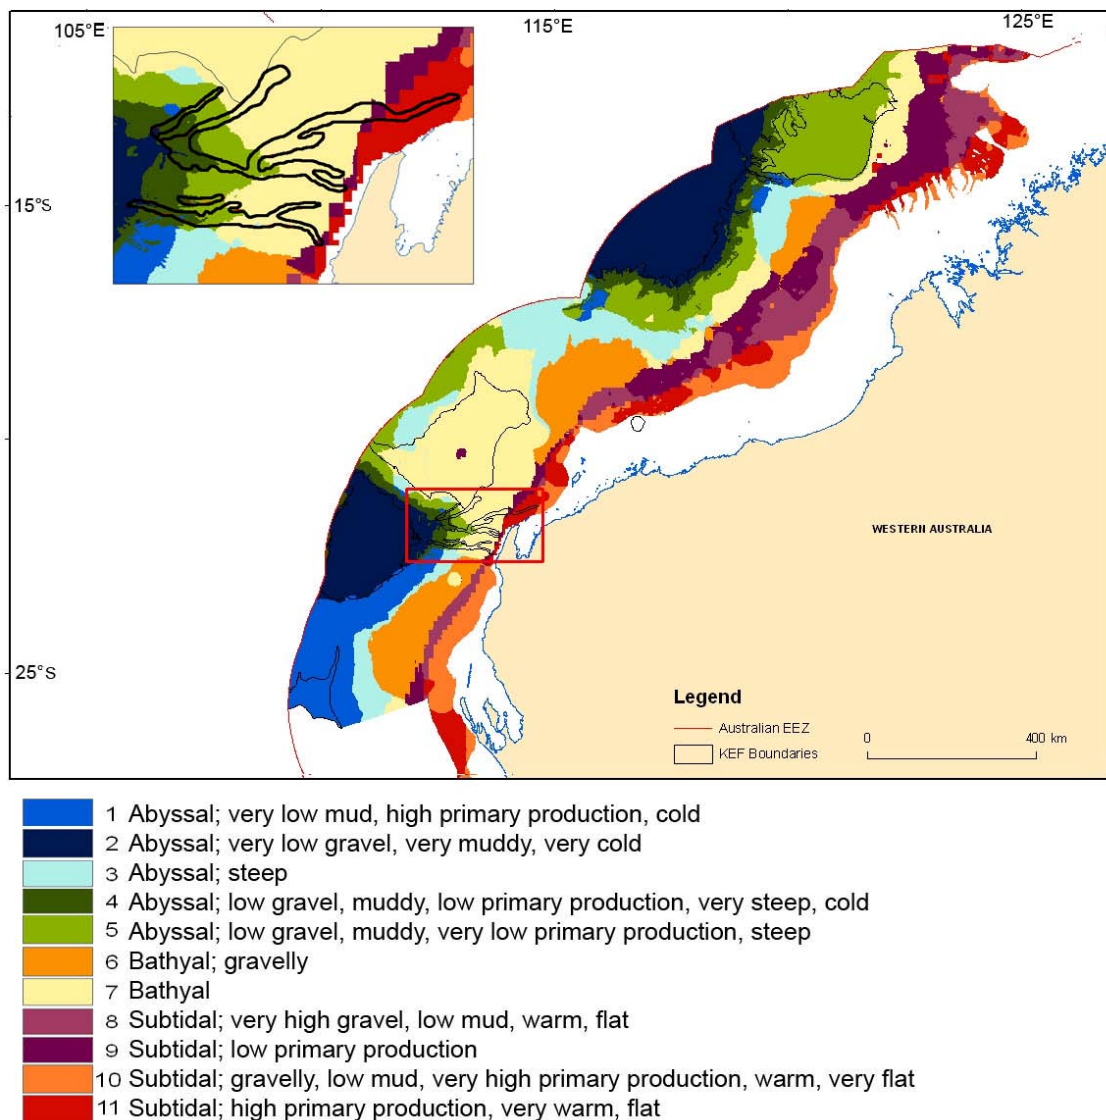 105°E
115°E
125°E
15°S
WESTERN AUSTRALIA
25°S
Legend
Australian EEZ
KEF Boundaries
0 400 km
1 Abyssal; very low mud, high primary production, cold
2 Abyssal; very low gravel, very muddy, very cold
3 Abyssal; steep
4 Abyssal; low gravel, muddy, low primary production, very steep, cold
5 Abyssal; low gravel, muddy, very low primary production, steep
6 Bathyal; gravelly
7 Bathyal
8 Subtidal; very high gravel, low mud, warm, flat
9 Subtidal; low primary production
10 Subtidal; gravelly, low mud, very high primary production, warm, very flat
11 Subtidal; high primary production, very warm, flat